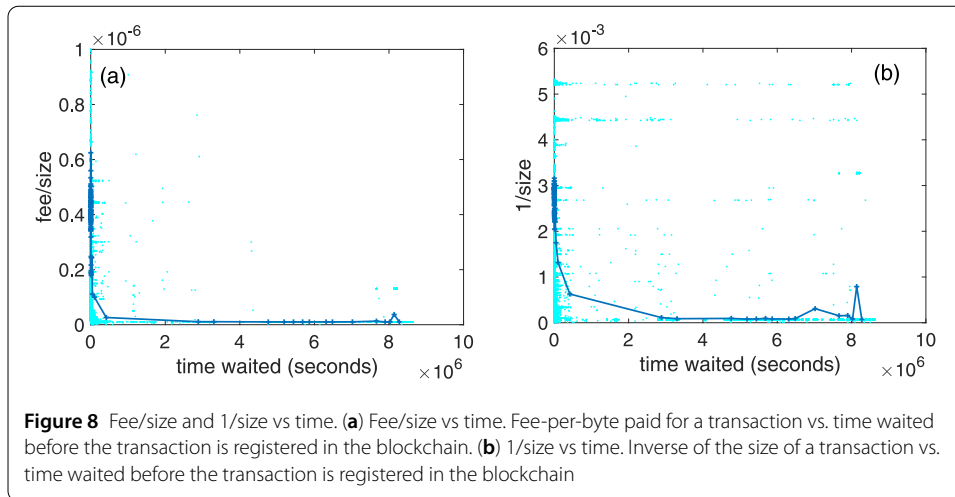 ×10^-6
(a)
1
0.8
0.6
0.4
0.2
0
fee/size
0 2 4 6 8 10
time waited (seconds)
×10^6
×10^-3
(b)
6
5
4
3
2
1
0
1/size
0 2 4 6 8 10
time waited (seconds)
×10^6
Figure 8 Fee/size and 1/size vs time. (a) Fee/size vs time. Fee-per-byte paid for a transaction vs. time waited
before the transaction is registered in the blockchain. (b) 1/size vs time. Inverse of the size of a transaction vs.
time waited before the transaction is registered in the blockchain